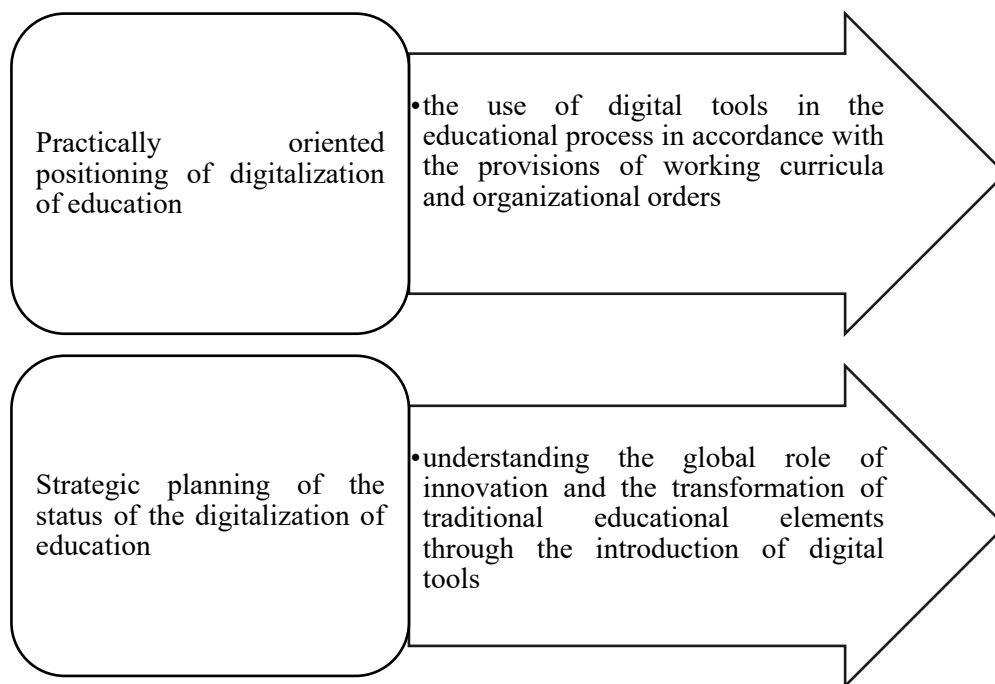 Practically oriented
positioning of digitalization
of education
•the use of digital tools in the
educational process in accordance with
the provisions of working curricula
and organizational orders
Strategic planning of the
status of the digitalization of
education
•understanding the global role of
innovation and the transformation of
traditional educational elements
through the introduction of digital
tools